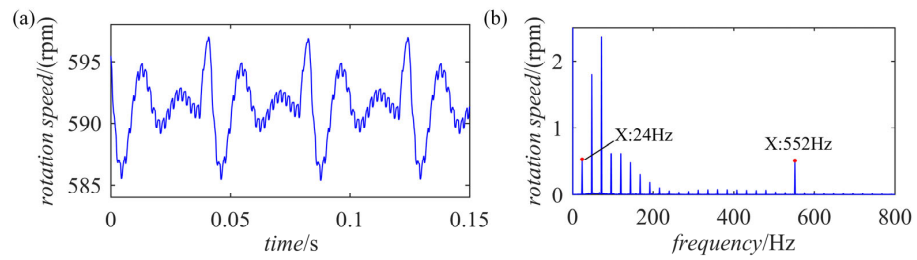 (a)
rotation speed/(rpm)
595
590
585
0
0.05
0.1
0.15
time/s
(b)
rotation speed/(rpm)
2
1
0
X:24Hz
X:552Hz
0
200
400
600
800
frequency/Hz